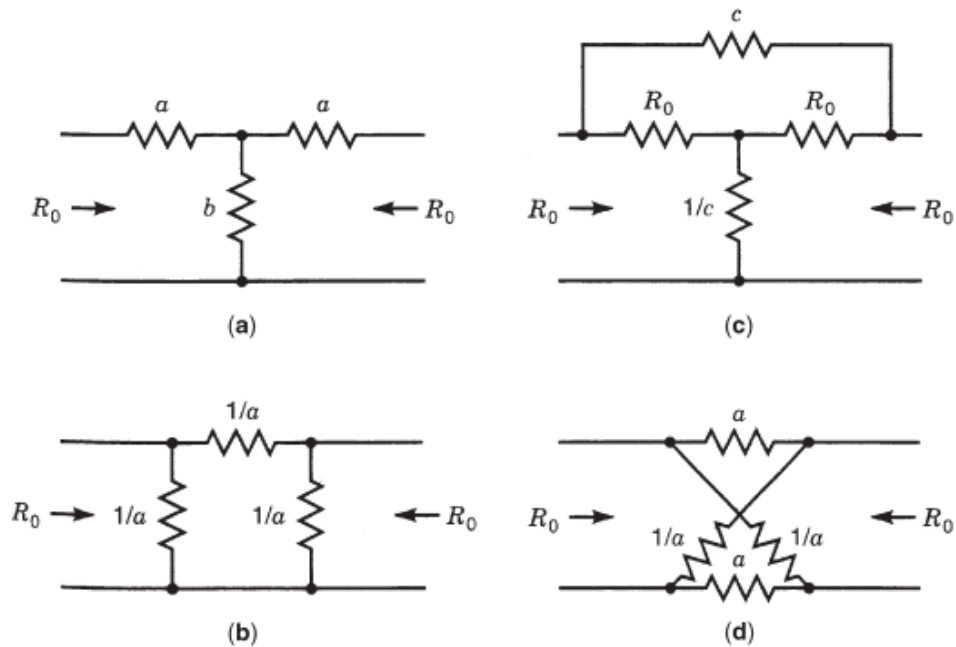 a a
R₀ b R₀
(a)
c
R₀ R₀
R₀ 1/c R₀
(c)
1/a
R₀ 1/a 1/a R₀
(b)
a
R₀ R₀
1/a 1/a
a
(d)